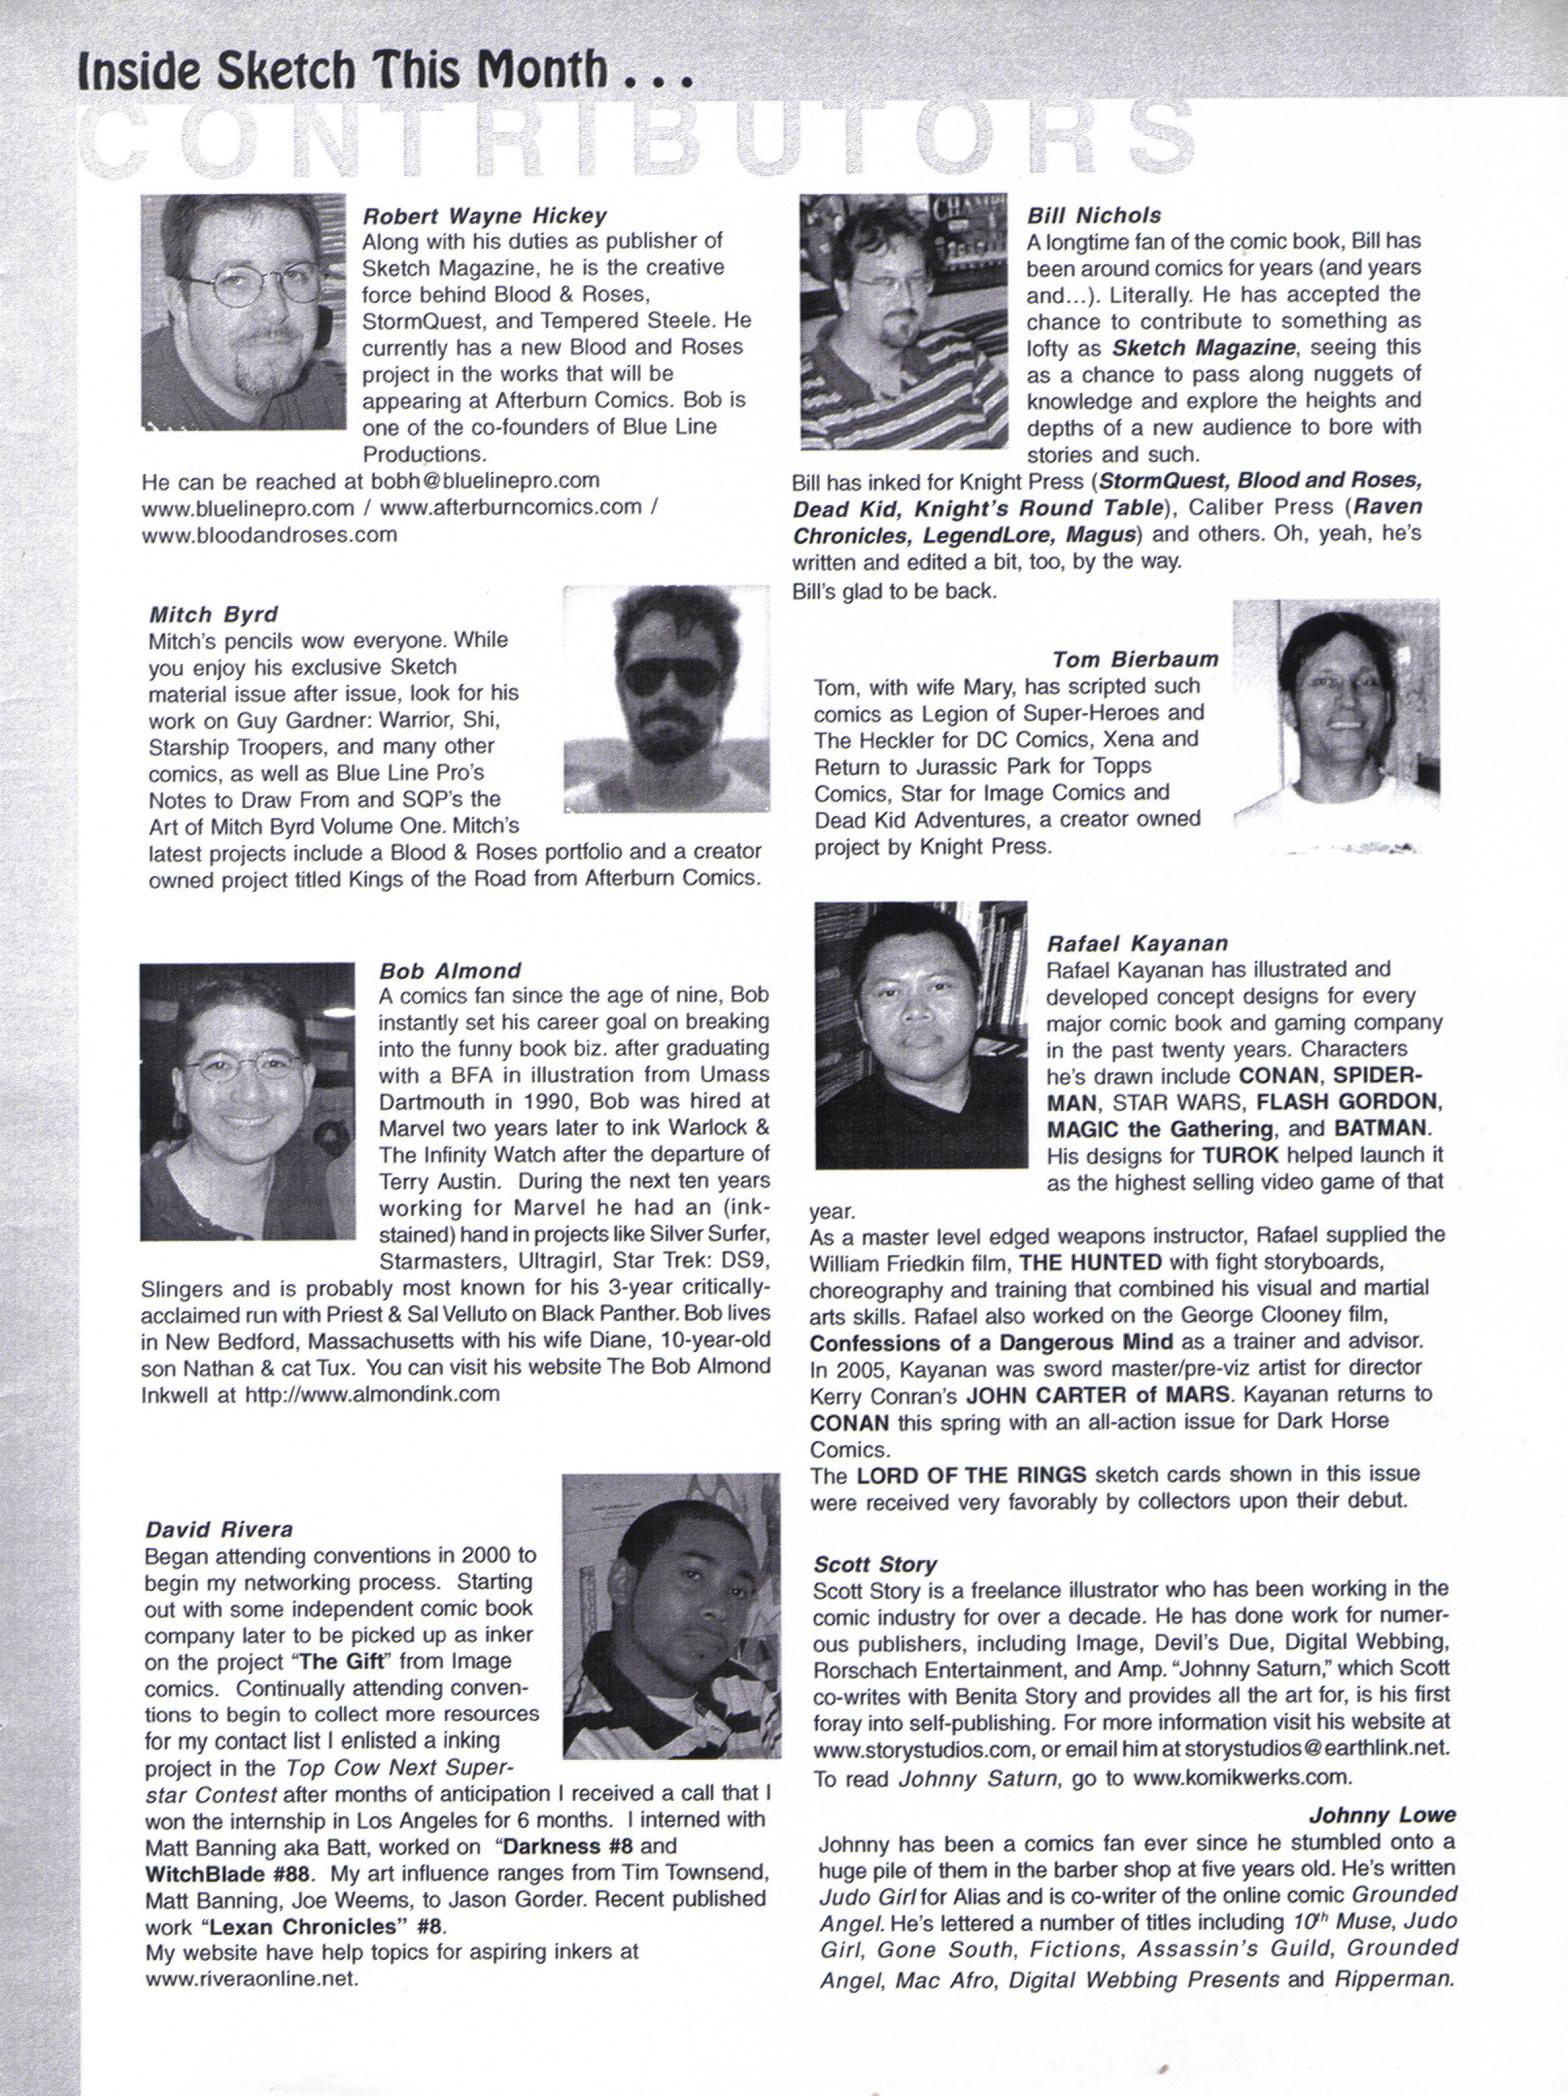 Inside Sketch This Month . . .
CONTRIBUTORS
Robert Wayne Hickey
Along with his duties as publisher of
Sketch Magazine, he is the creative
force behind Blood & Roses,
StormQuest, and Tempered Steele. He
currently has a new Blood and Roses
project in the works that will be
appearing at Afterburn Comics. Bob is
one of the co-founders of Blue Line
Productions.
He can be reached at bobh@bluelinepro.com
www.bluelinepro.com / www.afterburncomics.com /
www.bloodandroses.com
Mitch Byrd
Mitch's pencils wow everyone. While
you enjoy his exclusive Sketch
material issue after issue, look for his
work on Guy Gardner: Warrior, Shi,
Starship Troopers, and many other
comics, as well as Blue Line Pro's
Notes to Draw From and SQP's the
Art of Mitch Byrd Volume One. Mitch's
latest projects include a Blood & Roses portfolio and a creator
owned project titled Kings of the Road from Afterburn Comics.
Bob Almond
A comics fan since the age of nine, Bob
instantly set his career goal on breaking
into the funny book biz. after graduating
with a BFA in illustration from Umass
Dartmouth in 1990, Bob was hired at
Marvel two years later to ink Warlock &
The Infinity Watch after the departure of
Terry Austin. During the next ten years
working for Marvel he had an (ink-
stained) hand in projects like Silver Surfer,
Starmasters, Ultragirl, Star Trek: DS9,
Slingers and is probably most known for his 3-year critically-
acclaimed run with Priest & Sal Velluto on Black Panther. Bob lives
in New Bedford, Massachusetts with his wife Diane, 10-year-old
son Nathan & cat Tux. You can visit his website The Bob Almond
Inkwell at http://www.almondink.com
David Rivera
Began attending conventions in 2000 to
begin my networking process. Starting
out with some independent comic book
company later to be picked up as inker
on the project "The Gift" from Image
comics. Continually attending conven-
tions to begin to collect more resources
for my contact list I enlisted a inking
project in the Top Cow Next Super-
star Contest after months of anticipation I received a call that I
won the internship in Los Angeles for 6 months. I interned with
Matt Banning aka Batt, worked on "Darkness #8 and
WitchBlade #88. My art influence ranges from Tim Townsend,
Matt Banning, Joe Weems, to Jason Gorder. Recent published
work "Lexan Chronicles" #8.
My website have help topics for aspiring inkers at
www.riveraonline.net.
Bill Nichols
A longtime fan of the comic book, Bill has
been around comics for years (and years
and...). Literally. He has accepted the
chance to contribute to something as
lofty as Sketch Magazine, seeing this
as a chance to pass along nuggets of
knowledge and explore the heights and
depths of a new audience to bore with
stories and such.
Bill has inked for Knight Press (StormQuest, Blood and Roses,
Dead Kid, Knight's Round Table), Caliber Press (Raven
Chronicles, LegendLore, Magus) and others. Oh, yeah, he's
written and edited a bit, too, by the way.
Bill's glad to be back.
Tom Bierbaum
Tom, with wife Mary, has scripted such
comics as Legion of Super-Heroes and
The Heckler for DC Comics, Xena and
Return to Jurassic Park for Topps
Comics, Star for Image Comics and
Dead Kid Adventures, a creator owned
project by Knight Press.
Rafael Kayanan
Rafael Kayanan has illustrated and
developed concept designs for every
major comic book and gaming company
in the past twenty years. Characters
he's drawn include CONAN, SPIDER-
MAN, STAR WARS, FLASH GORDON,
MAGIC the Gathering, and BATMAN.
His designs for TUROK helped launch it
as the highest selling video game of that
year.
As a master level edged weapons instructor, Rafael supplied the
William Friedkin film, THE HUNTED with fight storyboards,
choreography and training that combined his visual and martial
arts skills. Rafael also worked on the George Clooney film,
Confessions of a Dangerous Mind as a trainer and advisor.
In 2005, Kayanan was sword master/pre-viz artist for director
Kerry Conran's JOHN CARTER of MARS. Kayanan returns to
CONAN this spring with an all-action issue for Dark Horse
Comics.
The LORD OF THE RINGS sketch cards shown in this issue
were received very favorably by collectors upon their debut.
Scott Story
Scott Story is a freelance illustrator who has been working in the
comic industry for over a decade. He has done work for numer-
ous publishers, including Image, Devil's Due, Digital Webbing,
Rorschach Entertainment, and Amp. "Johnny Saturn," which Scott
co-writes with Benita Story and provides all the art for, is his first
foray into self-publishing. For more information visit his website at
www.storystudios.com, or email him at storystudios@earthlink.net.
To read Johnny Saturn, go to www.komikwerks.com.
Johnny Lowe
Johnny has been a comics fan ever since he stumbled onto a
huge pile of them in the barber shop at five years old. He's written
Judo Girl for Alias and is co-writer of the online comic Grounded
Angel. He's lettered a number of titles including 10th Muse, Judo
Girl, Gone South, Fictions, Assassin's Guild, Grounded
Angel, Mac Afro, Digital Webbing Presents and Ripperman.